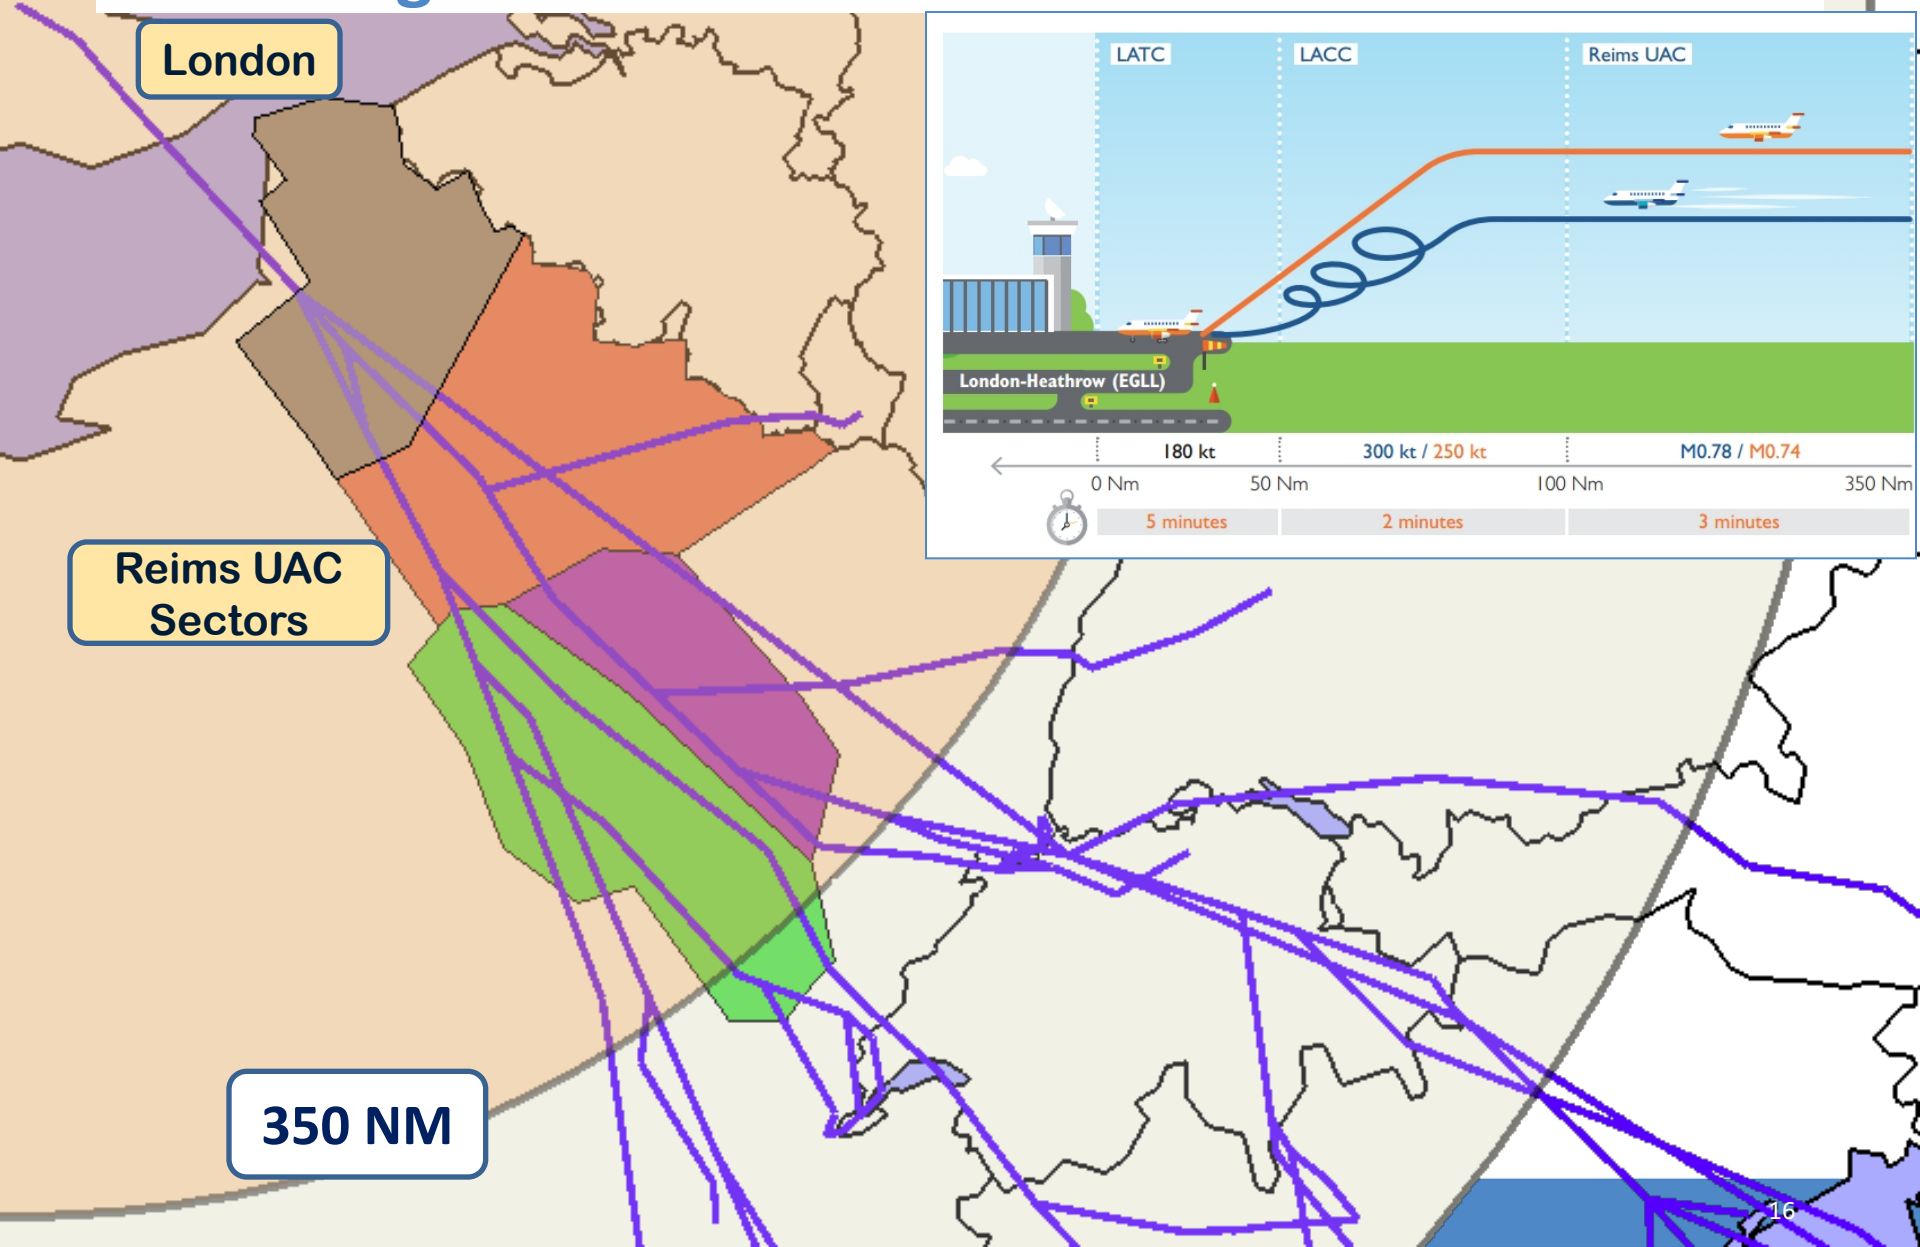 London
LATC
LACC
Reims UAC
London-Heathrow (EGLL)
180 kt
300 kt / 250 kt
M0.78 / M0.74
0 Nm
50 Nm
100 Nm
350 Nm
5 minutes
2 minutes
3 minutes
Reims UAC
Sectors
350 NM
16